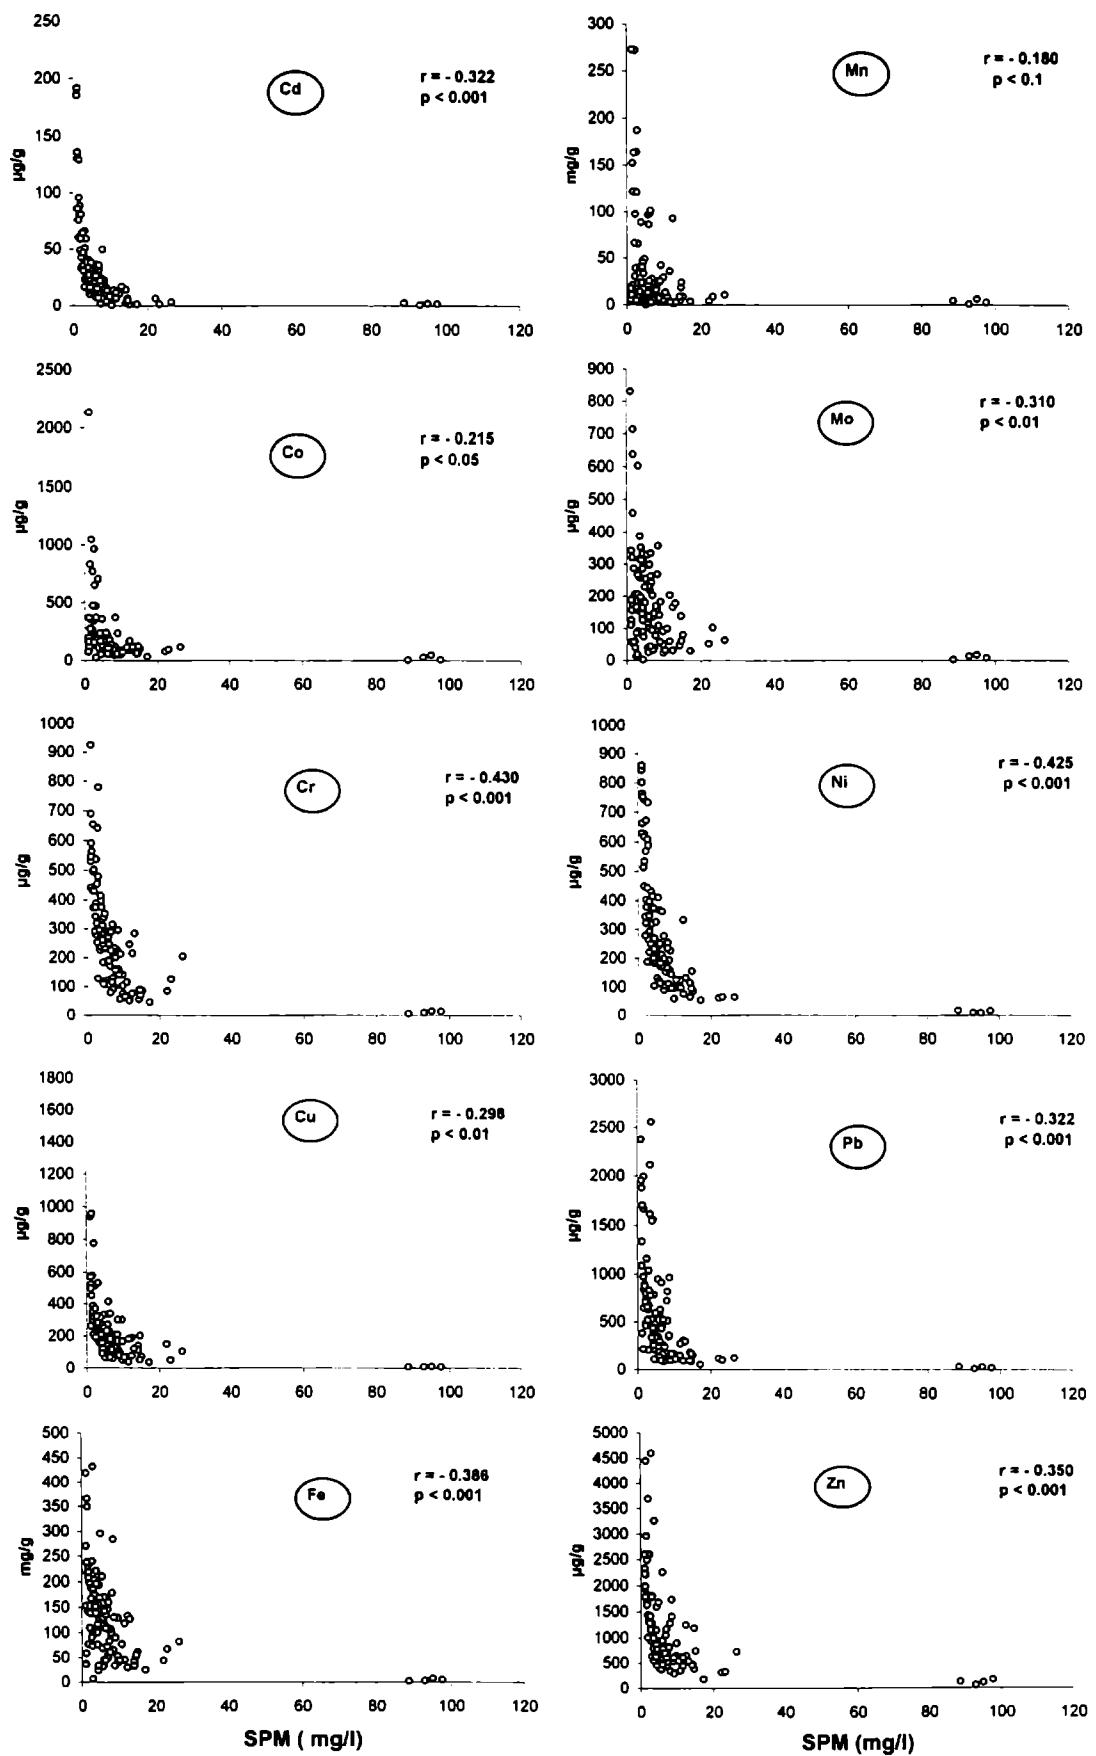 250
200
150
100
50
0
µg/g
Cd
r = - 0.322
p < 0.001
0 20 40 60 80 100 120
300
250
200
150
100
50
0
mg/g
Mn
r = - 0.180
p < 0.1
0 20 40 60 80 100 120
2500
2000
1500
1000
500
0
µg/g
Co
r = - 0.215
p < 0.05
0 20 40 60 80 100 120
900
800
700
600
500
400
300
200
100
0
µg/g
Mo
r = - 0.310
p < 0.01
0 20 40 60 80 100 120
1000
900
800
700
600
500
400
300
200
100
0
µg/g
Cr
r = - 0.430
p < 0.001
0 20 40 60 80 100 120
1000
900
800
700
600
500
400
300
200
100
0
µg/g
Ni
r = - 0.425
p < 0.001
0 20 40 60 80 100 120
1800
1600
1400
1200
1000
800
600
400
200
0
µg/g
Cu
r = - 0.298
p < 0.01
0 20 40 60 80 100 120
3000
2500
2000
1500
1000
500
0
µg/g
Pb
r = - 0.322
p < 0.001
0 20 40 60 80 100 120
500
450
400
350
300
250
200
150
100
50
0
mg/g
Fe
r = - 0.386
p < 0.001
0 20 40 60 80 100 120
SPM ( mg/l)
5000
4500
4000
3500
3000
2500
2000
1500
1000
500
0
µg/g
Zn
r = - 0.350
p < 0.001
0 20 40 60 80 100 120
SPM (mg/l)